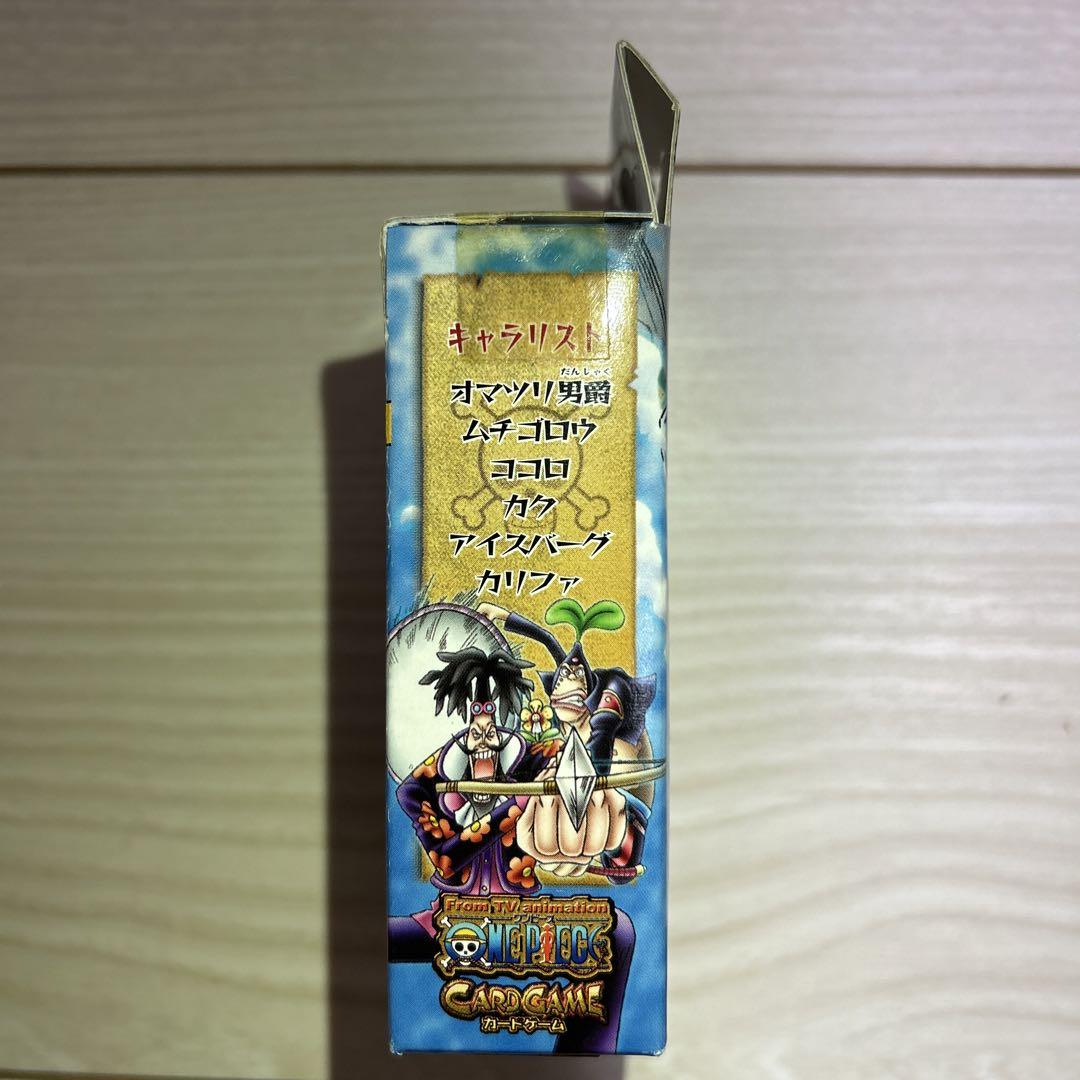 キャラリスト
だんしゃく
オマツリ男爵
ムチゴロウ
ココロ
カク
アイスバーグ
カリファ
From TV animation
ワンピース
ONE PIECE
CARD GAME
カードゲーム